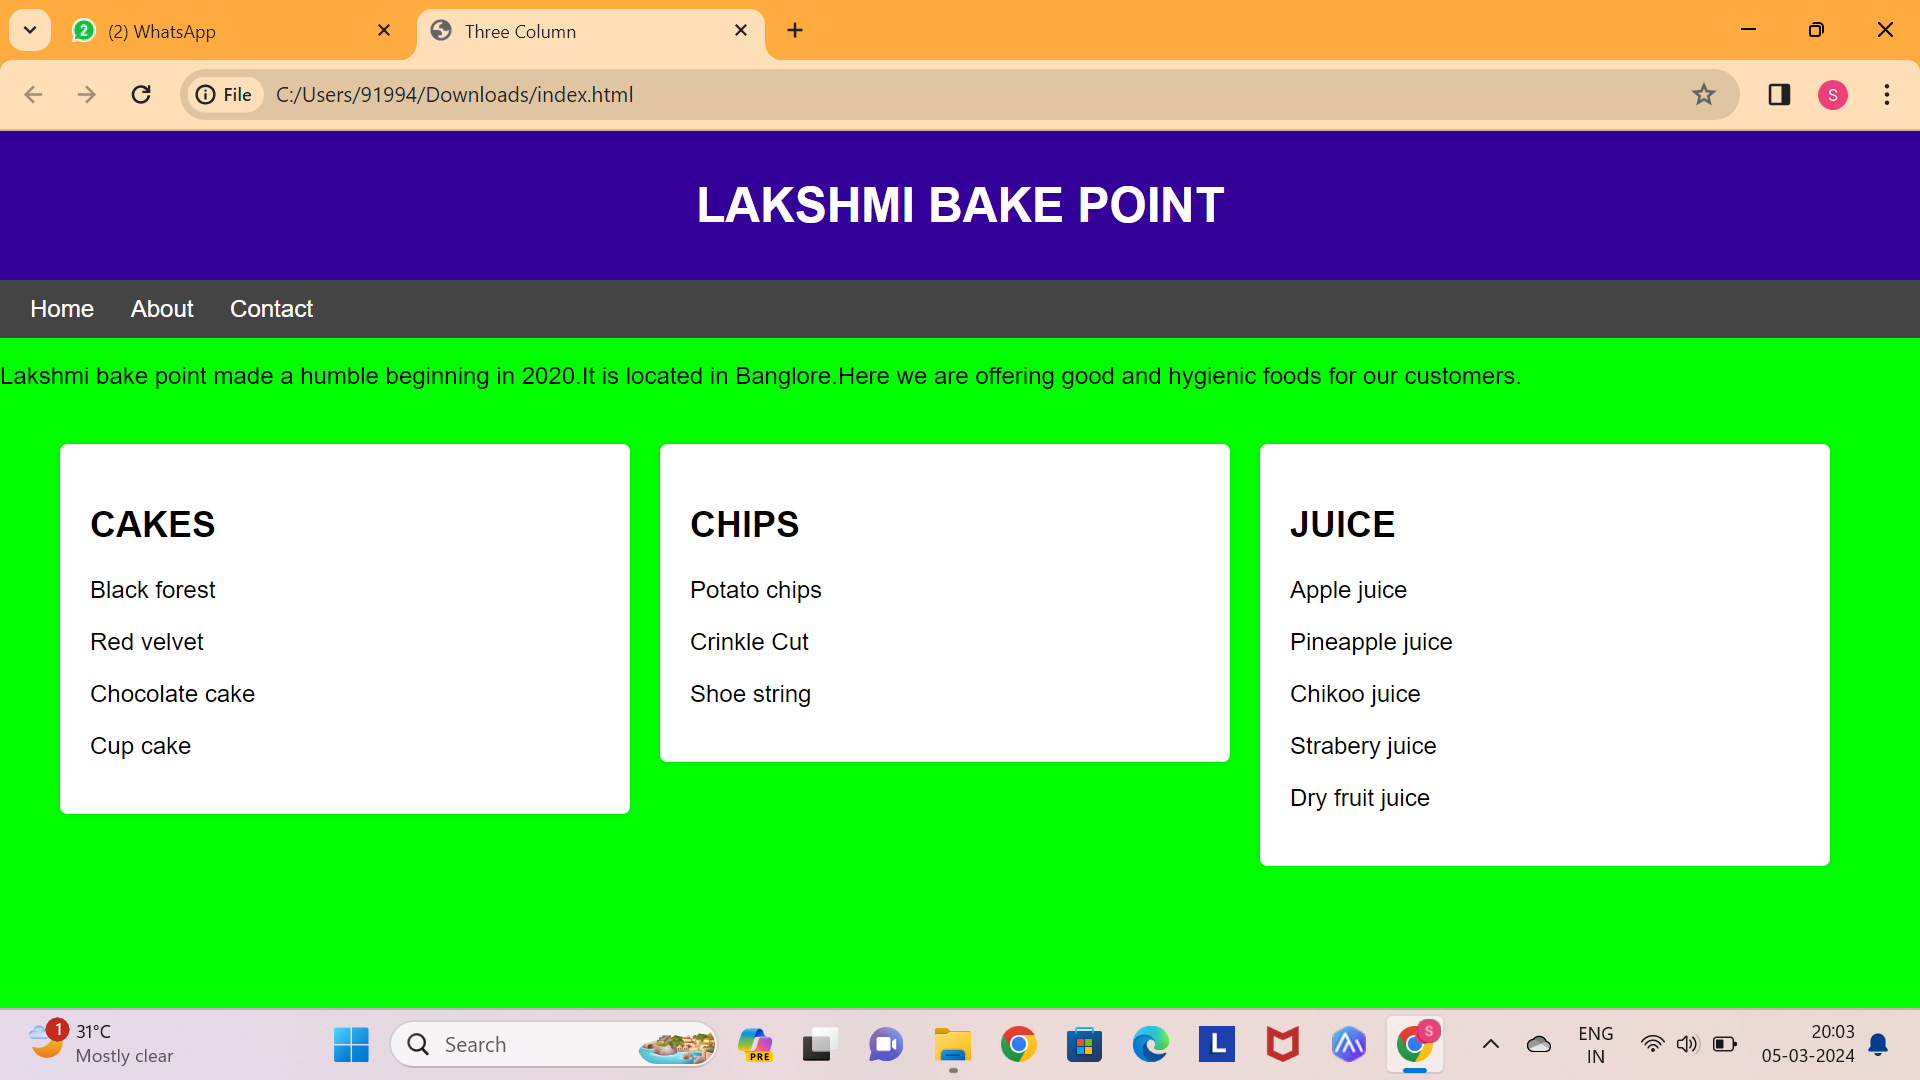 2 (2) WhatsApp
Three Column
File C:/Users/91994/Downloads/index.html
S
LAKSHMI BAKE POINT
Home About Contact
Lakshmi bake point made a humble beginning in 2020.It is located in Banglore.Here we are offering good and hygienic foods for our customers.
CAKES
Black forest
Red velvet
Chocolate cake
Cup cake
CHIPS
Potato chips
Crinkle Cut
Shoe string
JUICE
Apple juice
Pineapple juice
Chikoo juice
Strabery juice
Dry fruit juice
1
31°C
Mostly clear
Search
PRE
L
S
ENG
IN
20:03
05-03-2024